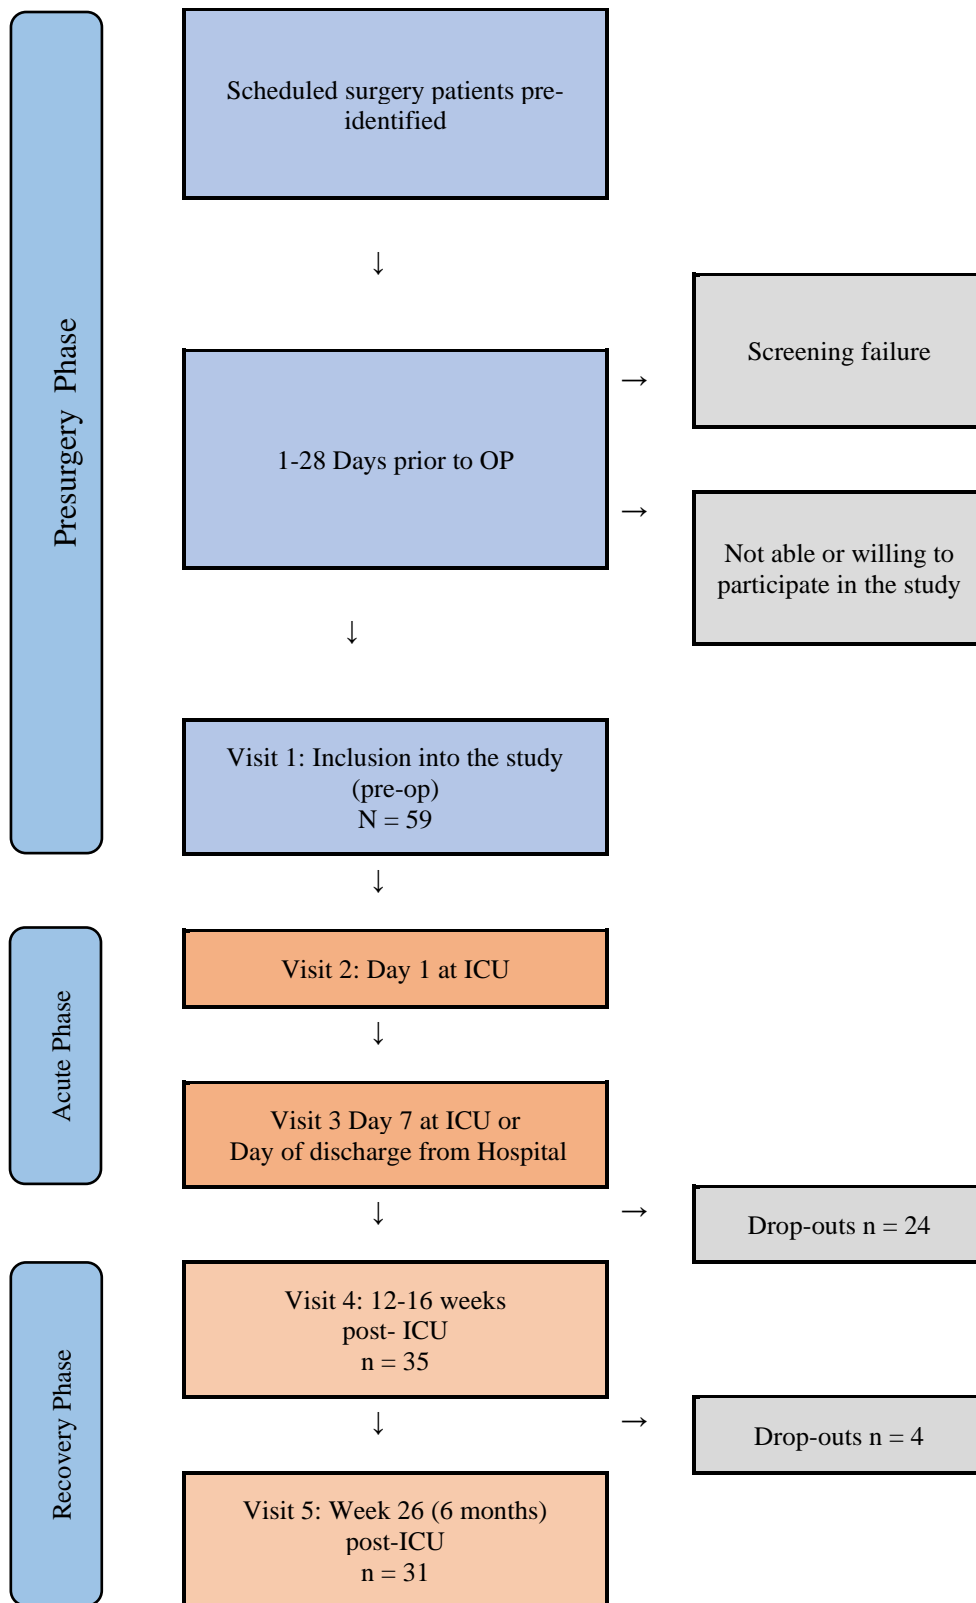 Presurgery Phase
Scheduled surgery patients pre-
identified
↓
1-28 Days prior to OP
→
Screening failure
→
Not able or willing to
participate in the study
↓
Visit 1: Inclusion into the study
(pre-op)
N = 59
↓
Acute Phase
Visit 2: Day 1 at ICU
↓
Visit 3 Day 7 at ICU or
Day of discharge from Hospital
↓
→
Drop-outs n = 24
Recovery Phase
Visit 4: 12-16 weeks
post- ICU
n = 35
↓
→
Drop-outs n = 4
Visit 5: Week 26 (6 months)
post-ICU
n = 31